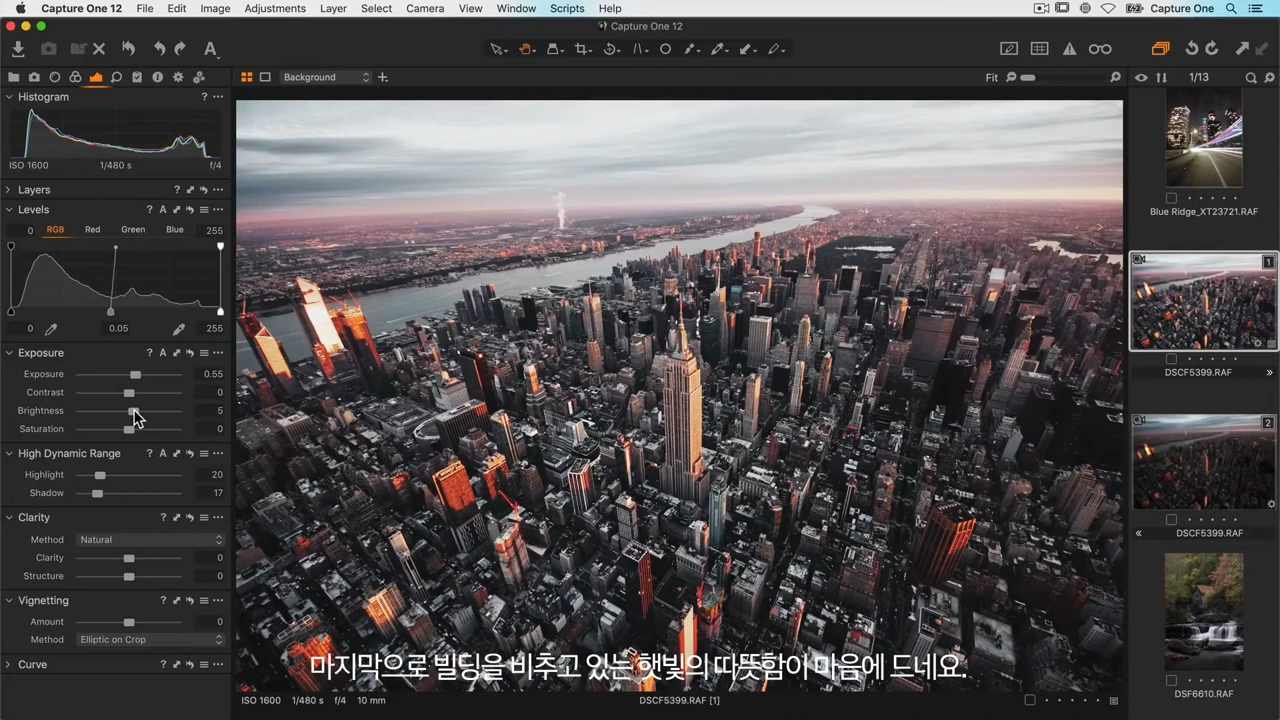 Capture One 12 File Edit Image Adjustments Layer Select Camera View Window Scripts Help Capture One
Capture One 12
Background
Fit
1/13
Histogram ?
ISO 1600 1/480 s f/4
Layers ?
Levels ? A
0 RGB Red Green Blue 255
0 0.05 255
Exposure ? A
Exposure 0.55
Contrast 0
Brightness 5
Saturation 0
High Dynamic Range ? A
Highlight 20
Shadow 17
Clarity ?
Method Natural
Clarity 0
Structure 0
Vignetting ?
Amount 0
Method Elliptic on Crop
Curve ?
마지막으로 빌딩을 비추고 있는 햇빛의 따뜻함이 마음에 드네요.
ISO 1600 1/480 s f/4 10 mm
DSCF5399.RAF [1]
Blue Ridge_XT23721.RAF
1
DSCF5399.RAF »
2
« DSCF5399.RAF
DSF6610.RAF